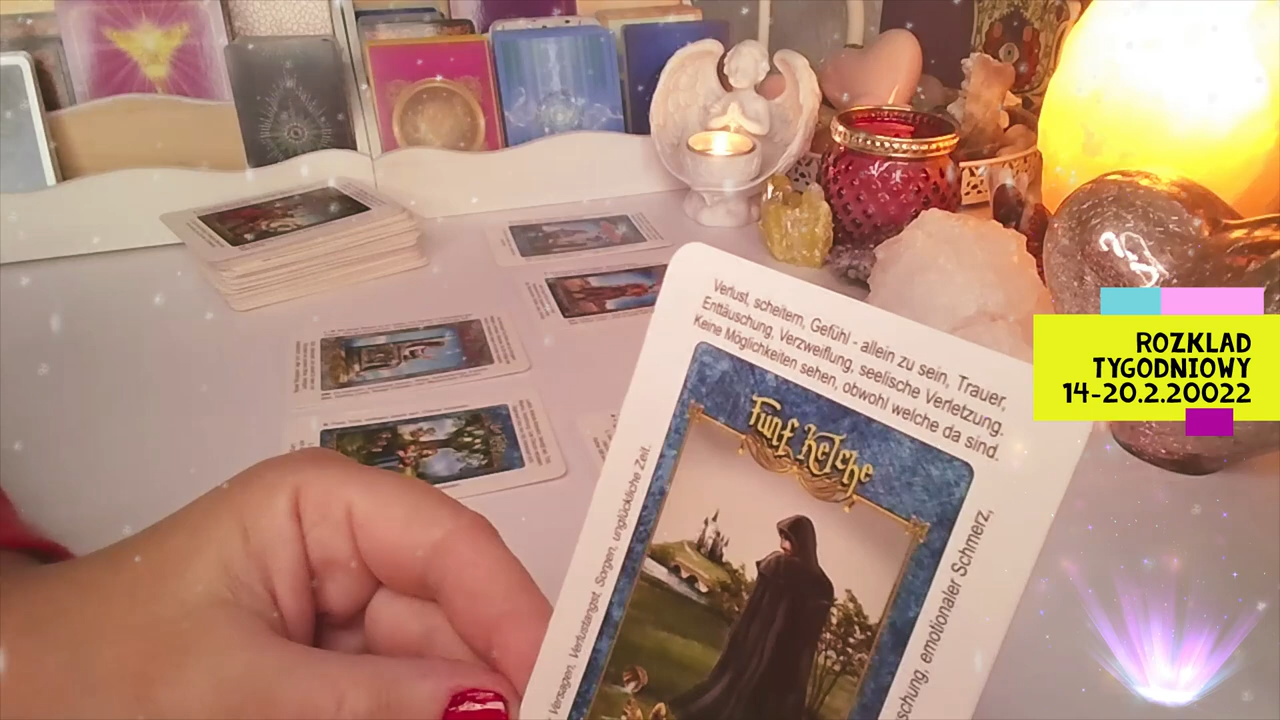 Verlust, scheitern, Gefühl - allein zu sein, Trauer,
Enttäuschung, Verzweiflung, seelische Verletzung.
Keine Möglichkeiten sehen, obwohl welche da sind.
Fünf Kelche
Versagen, Verlustangst, Sorgen, unglückliche Zeit.
schung, emotionaler Schmerz,
ROZKLAD
TYGODNIOWY
14-20.2.20022